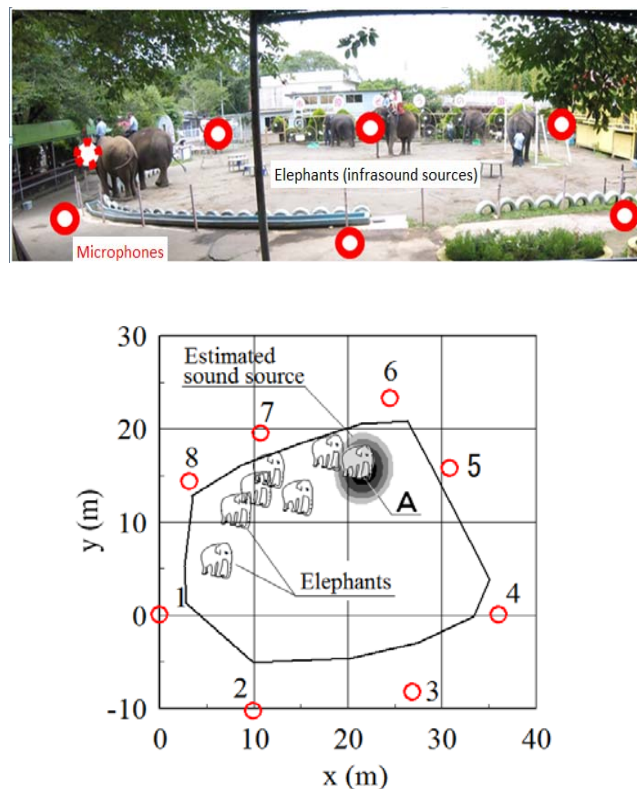 Elephants (infrasound sources)
Microphones
30
20
10
0
-10
y (m)
Estimated
sound source
6
7
8
5
A
Elephants
1
4
2
3
0 10 20 30 40
x (m)